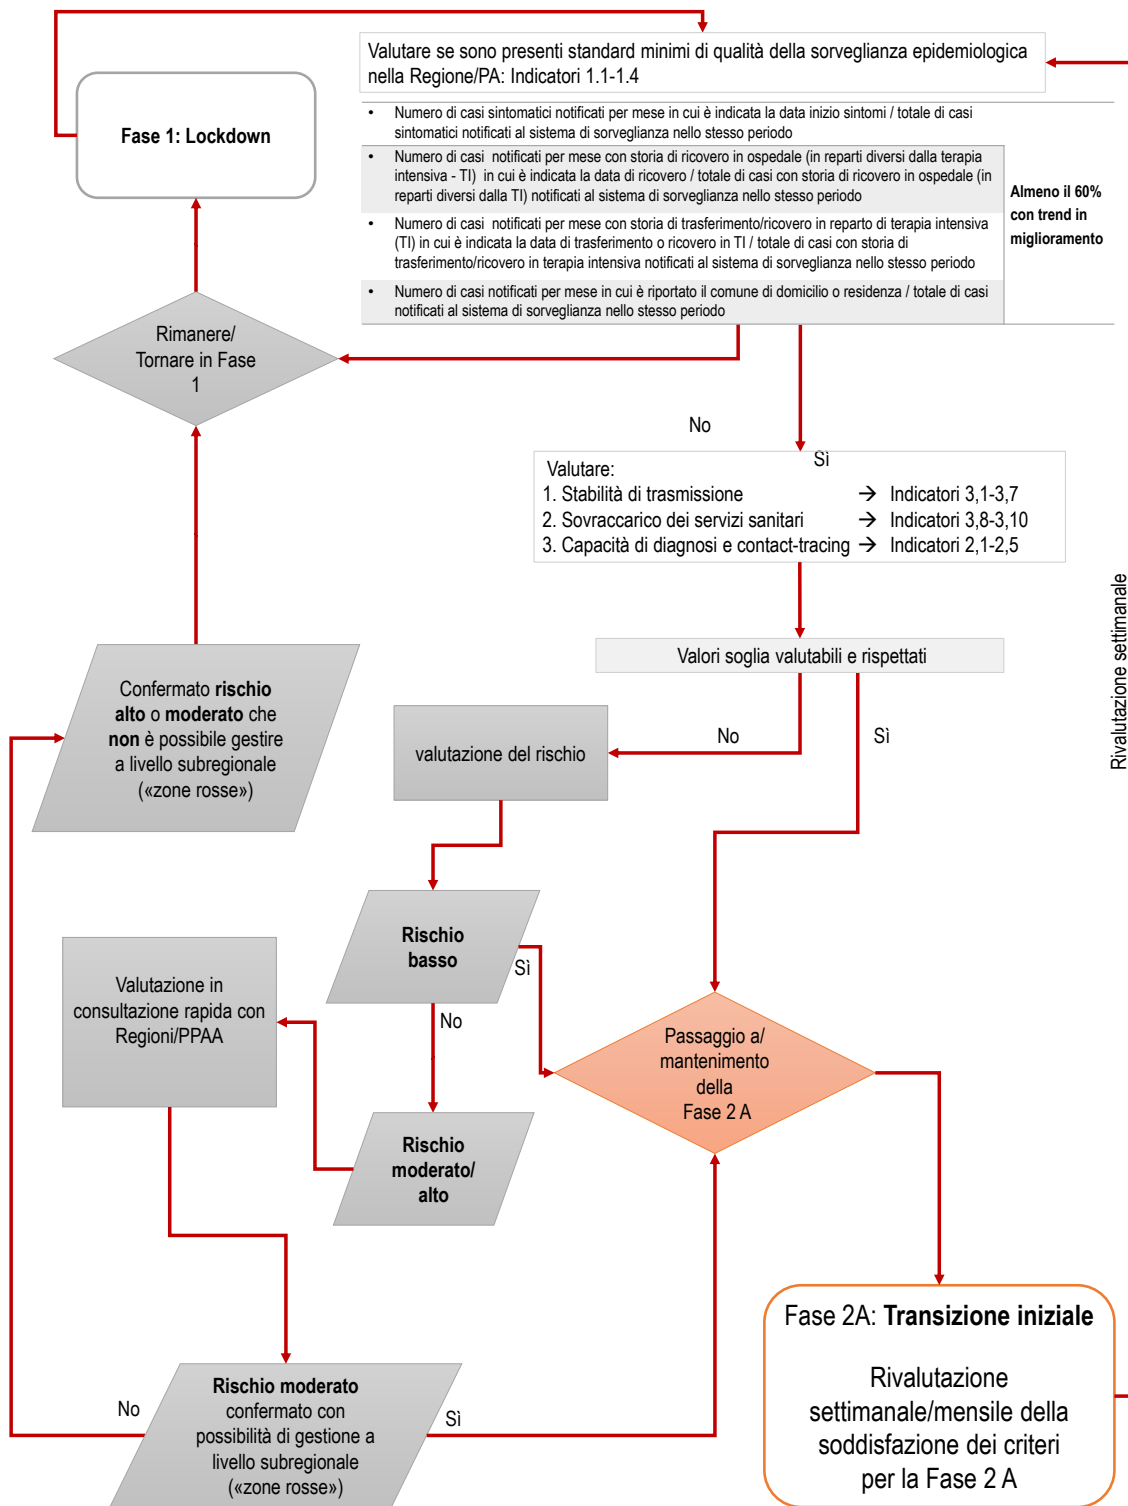 Valutare se sono presenti standard minimi di qualità della sorveglianza epidemiologica
nella Regione/PA: Indicatori 1.1-1.4
Fase 1: Lockdown
• Numero di casi sintomatici notificati per mese in cui è indicata la data inizio sintomi / totale di casi
sintomatici notificati al sistema di sorveglianza nello stesso periodo
• Numero di casi notificati per mese con storia di ricovero in ospedale (in reparti diversi dalla terapia
intensiva - TI) in cui è indicata la data di ricovero / totale di casi con storia di ricovero in ospedale (in
reparti diversi dalla TI) notificati al sistema di sorveglianza nello stesso periodo
• Numero di casi notificati per mese con storia di trasferimento/ricovero in reparto di terapia intensiva
(TI) in cui è indicata la data di trasferimento o ricovero in TI / totale di casi con storia di
trasferimento/ricovero in terapia intensiva notificati al sistema di sorveglianza nello stesso periodo
• Numero di casi notificati per mese in cui è riportato il comune di domicilio o residenza / totale di casi
notificati al sistema di sorveglianza nello stesso periodo
Almeno il 60%
con trend in
miglioramento
Rimanere/
Tornare in Fase
1
No
Sì
Valutare:
1. Stabilità di trasmissione → Indicatori 3,1-3,7
2. Sovraccarico dei servizi sanitari → Indicatori 3,8-3,10
3. Capacità di diagnosi e contact-tracing → Indicatori 2,1-2,5
Rivalutazione settimanale
Valori soglia valutabili e rispettati
Confermato rischio
alto o moderato che
non è possibile gestire
a livello subregionale
(«zone rosse»)
valutazione del rischio
No
Sì
Rischio
basso
Sì
No
Valutazione in
consultazione rapida con
Regioni/PPAA
Passaggio a/
mantenimento
della
Fase 2 A
Rischio
moderato/
alto
Fase 2A: Transizione iniziale
Rivalutazione
settimanale/mensile della
soddisfazione dei criteri
per la Fase 2 A
No
Rischio moderato
confermato con
possibilità di gestione a
livello subregionale
(«zone rosse»)
Sì